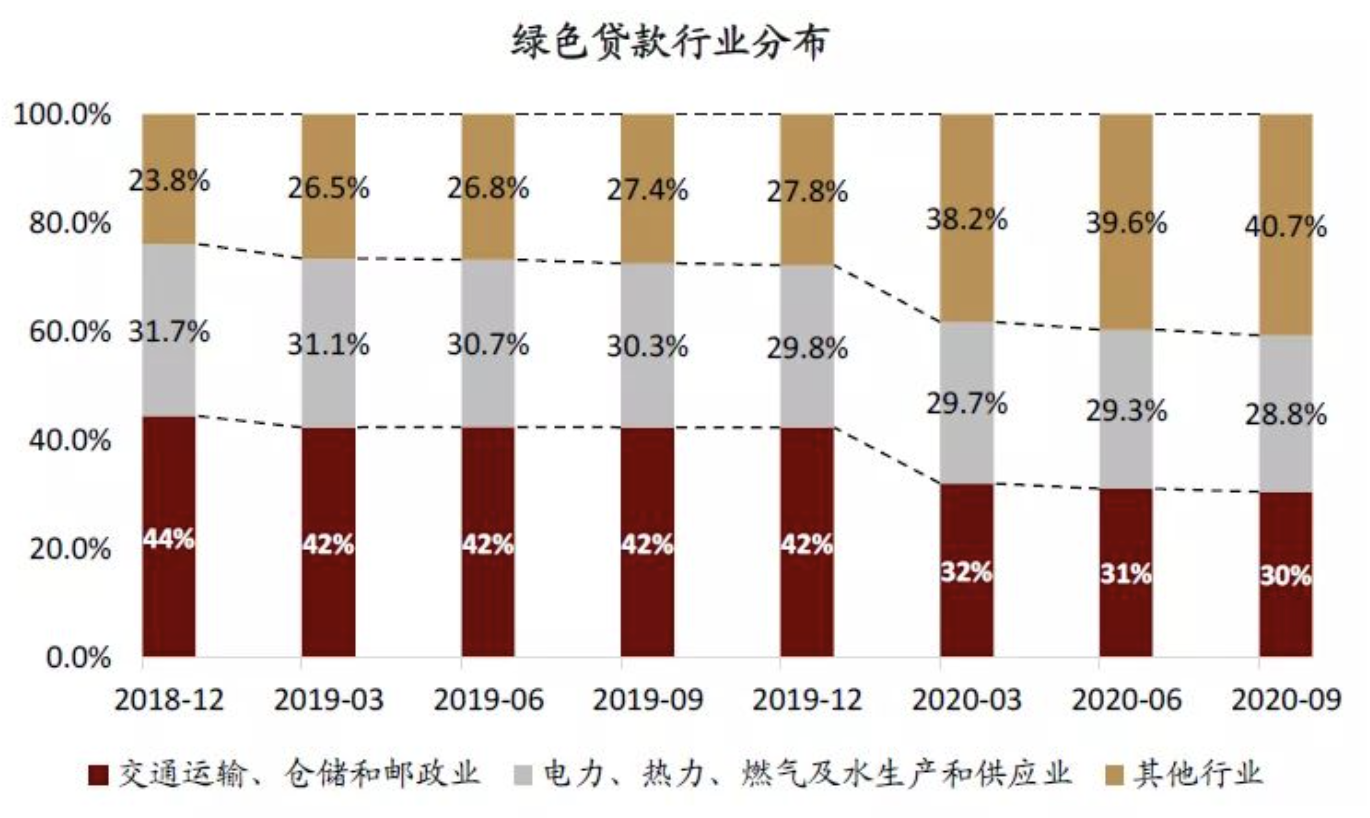 绿色贷款行业分布
100.0%
80.0%
60.0%
40.0%
20.0%
0.0%
23.8% 26.5% 26.8% 27.4% 27.8% 38.2% 39.6% 40.7%
31.7% 31.1% 30.7% 30.3% 29.8% 29.7% 29.3% 28.8%
44% 42% 42% 42% 42% 32% 31% 30%
2018-12 2019-03 2019-06 2019-09 2019-12 2020-03 2020-06 2020-09
交通运输、仓储和邮政业 电力、热力、燃气及水生产和供应业 其他行业